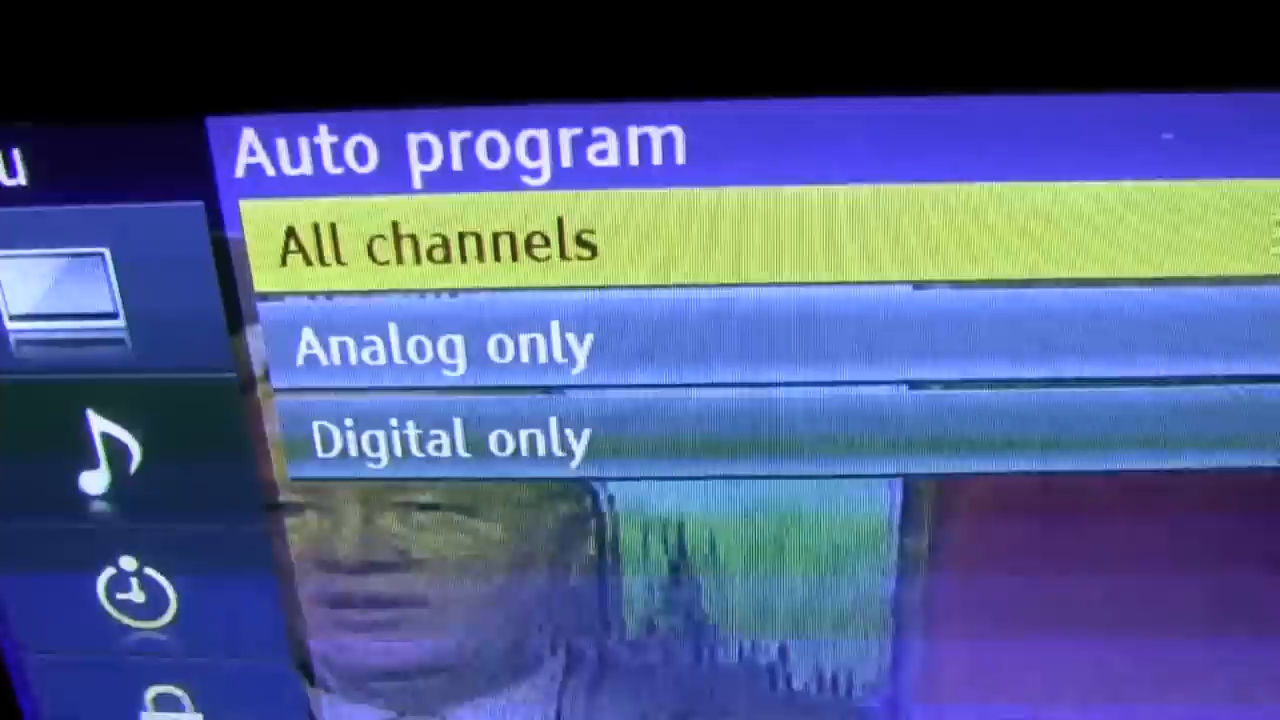 u
Auto program
All channels
Analog only
Digital only